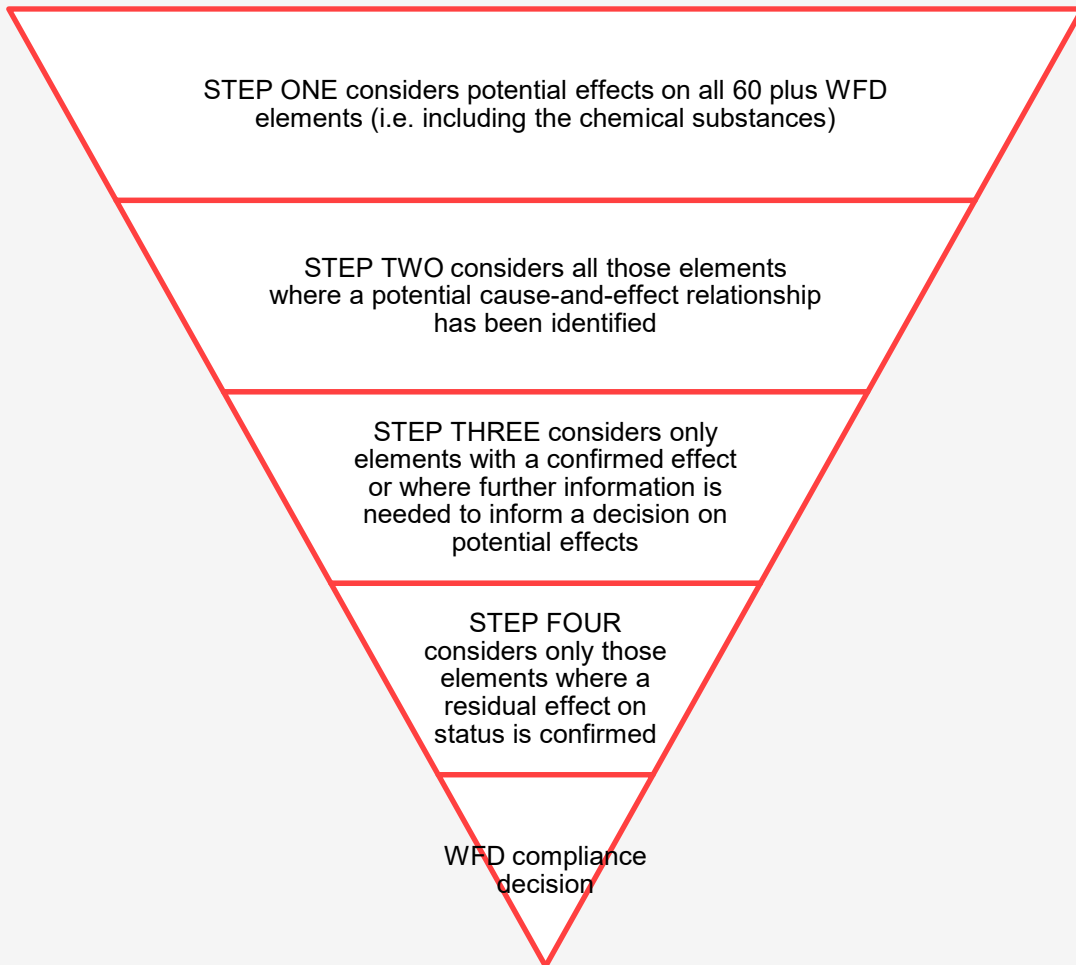 STEP ONE considers potential effects on all 60 plus WFD
elements (i.e. including the chemical substances)
STEP TWO considers all those elements
where a potential cause-and-effect relationship
has been identified
STEP THREE considers only
elements with a confirmed effect
or where further information is
needed to inform a decision on
potential effects
STEP FOUR
considers only those
elements where a
residual effect on
status is confirmed
WFD compliance
decision